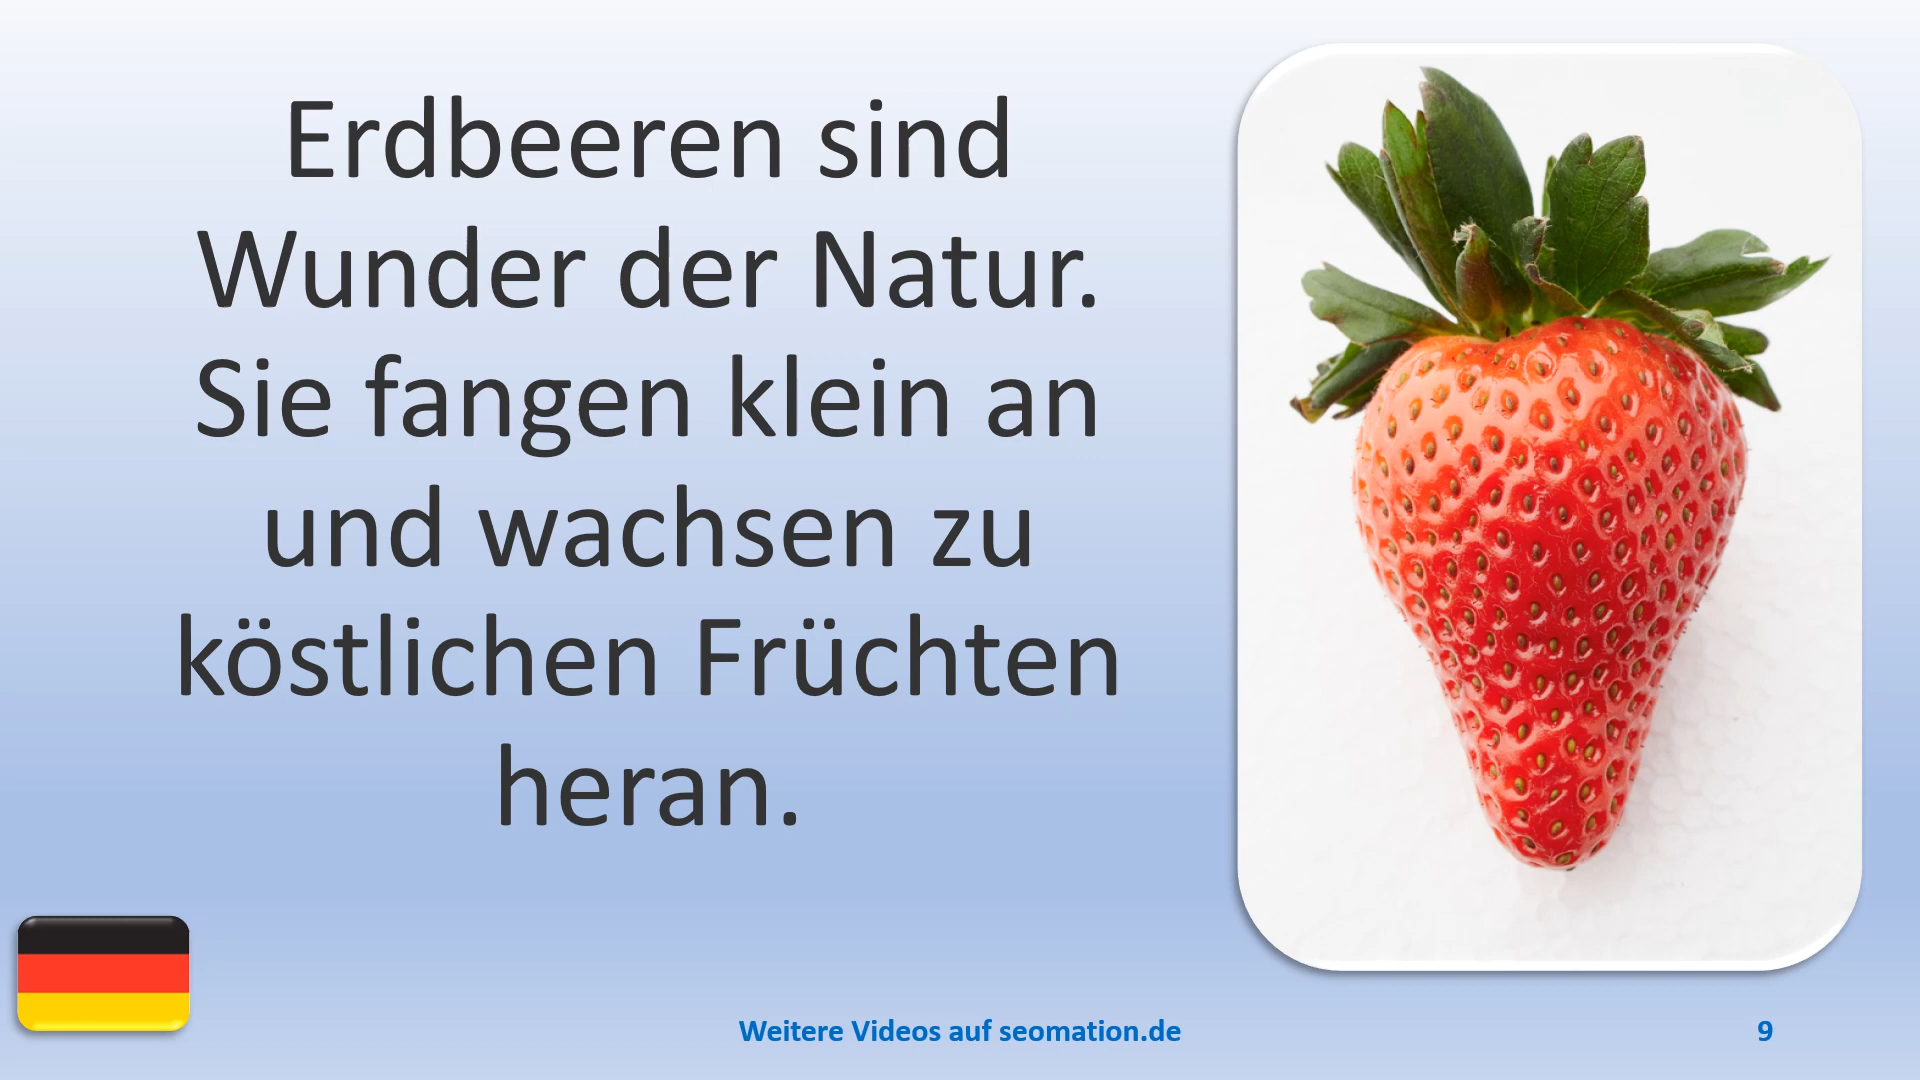 Erdbeeren sind
Wunder der Natur.
Sie fangen klein an
und wachsen zu
köstlichen Früchten
heran.
Weitere Videos auf seomation.de
9